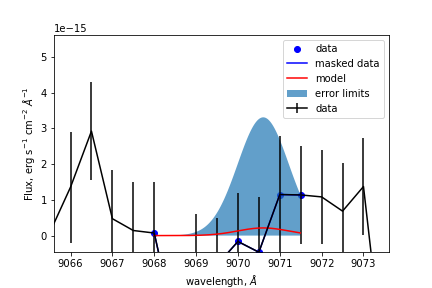 1e−15
data
masked data
model
error limits
data
5
4
3
2
1
0
Flux, erg s⁻¹ cm⁻² Å⁻¹
9066 9067 9068 9069 9070 9071 9072 9073
wavelength, Å